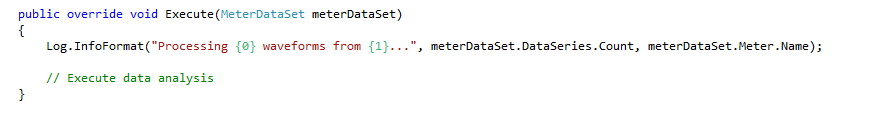 public override void Execute(MeterDataSet meterDataSet)
{
    Log.InfoFormat("Processing {0} waveforms from {1}...", meterDataSet.DataSeries.Count, meterDataSet.Meter.Name);

    // Execute data analysis
}